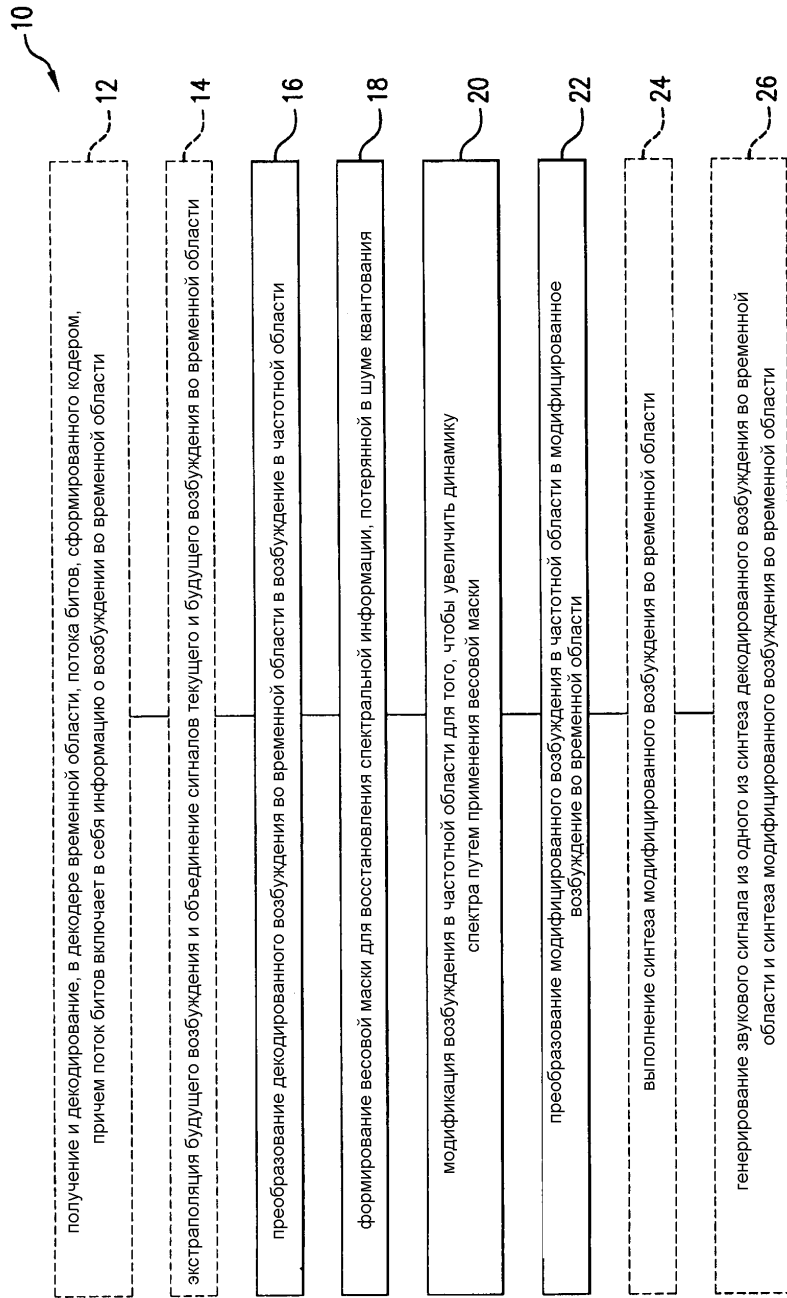 10
получение и декодирование, в декодере временной области, потока битов, сформированного кодером,
причем поток битов включает в себя информацию о возбуждении во временной области
12
экстраполяция будущего возбуждения и объединение сигналов текущего и будущего возбуждения во временной области
14
преобразование декодированного возбуждения во временной области в возбуждение в частотной области
16
формирование весовой маски для восстановления спектральной информации, потерянной в шуме квантования
18
модификация возбуждения в частотной области для того, чтобы увеличить динамику
спектра путем применения весовой маски
20
преобразование модифицированного возбуждения в частотной области в модифицированное
возбуждение во временной области
22
выполнение синтеза модифицированного возбуждения во временной области
24
генерирование звукового сигнала из одного из синтеза декодированного возбуждения во временной
области и синтеза модифицированного возбуждения во временной области
26